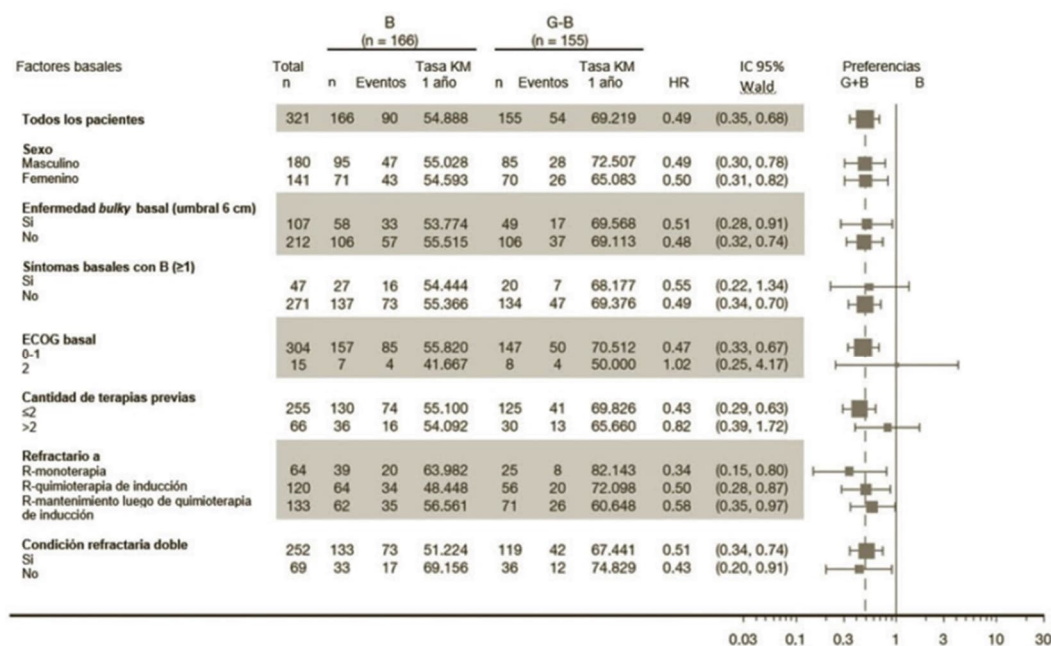 B G-B
(n = 166) (n = 155)
Factores basales Total Tasa KM Tasa KM IC 95% Preferencias
n n Eventos 1 año n Eventos 1 año HR Wald G+B B
Todos los pacientes 321 166 90 54.888 155 54 69.219 0.49 (0.35, 0.68)
Sexo
Masculino 180 95 47 55.028 85 28 72.507 0.49 (0.30, 0.78)
Femenino 141 71 43 54.593 70 26 65.083 0.50 (0.31, 0.82)
Enfermedad bulky basal (umbral 6 cm)
Si 107 58 33 53.774 49 17 69.568 0.51 (0.28, 0.91)
No 212 106 57 55.515 106 37 69.113 0.48 (0.32, 0.74)
Síntomas basales con B (≥1)
Si 47 27 16 54.444 20 7 68.177 0.55 (0.22, 1.34)
No 271 137 73 55.366 134 47 69.376 0.49 (0.34, 0.70)
ECOG basal
0-1 304 157 85 55.820 147 50 70.512 0.47 (0.33, 0.67)
2 15 7 4 41.667 8 4 50.000 1.02 (0.25, 4.17)
Cantidad de terapias previas
≤2 255 130 74 55.100 125 41 69.826 0.43 (0.29, 0.63)
>2 66 36 16 54.092 30 13 65.660 0.82 (0.39, 1.72)
Refractario a
R-monoterapia 64 39 20 63.982 25 8 82.143 0.34 (0.15, 0.80)
R-quimioterapia de inducción 120 64 34 48.448 56 20 72.098 0.50 (0.28, 0.87)
R-mantenimiento luego de quimioterapia 133 62 35 56.561 71 26 60.648 0.58 (0.35, 0.97)
de inducción
Condición refractaria doble
Si 252 133 73 51.224 119 42 67.441 0.51 (0.34, 0.74)
No 69 33 17 69.156 36 12 74.829 0.43 (0.20, 0.91)
0.03 0.1 0.3 1 3 10 30